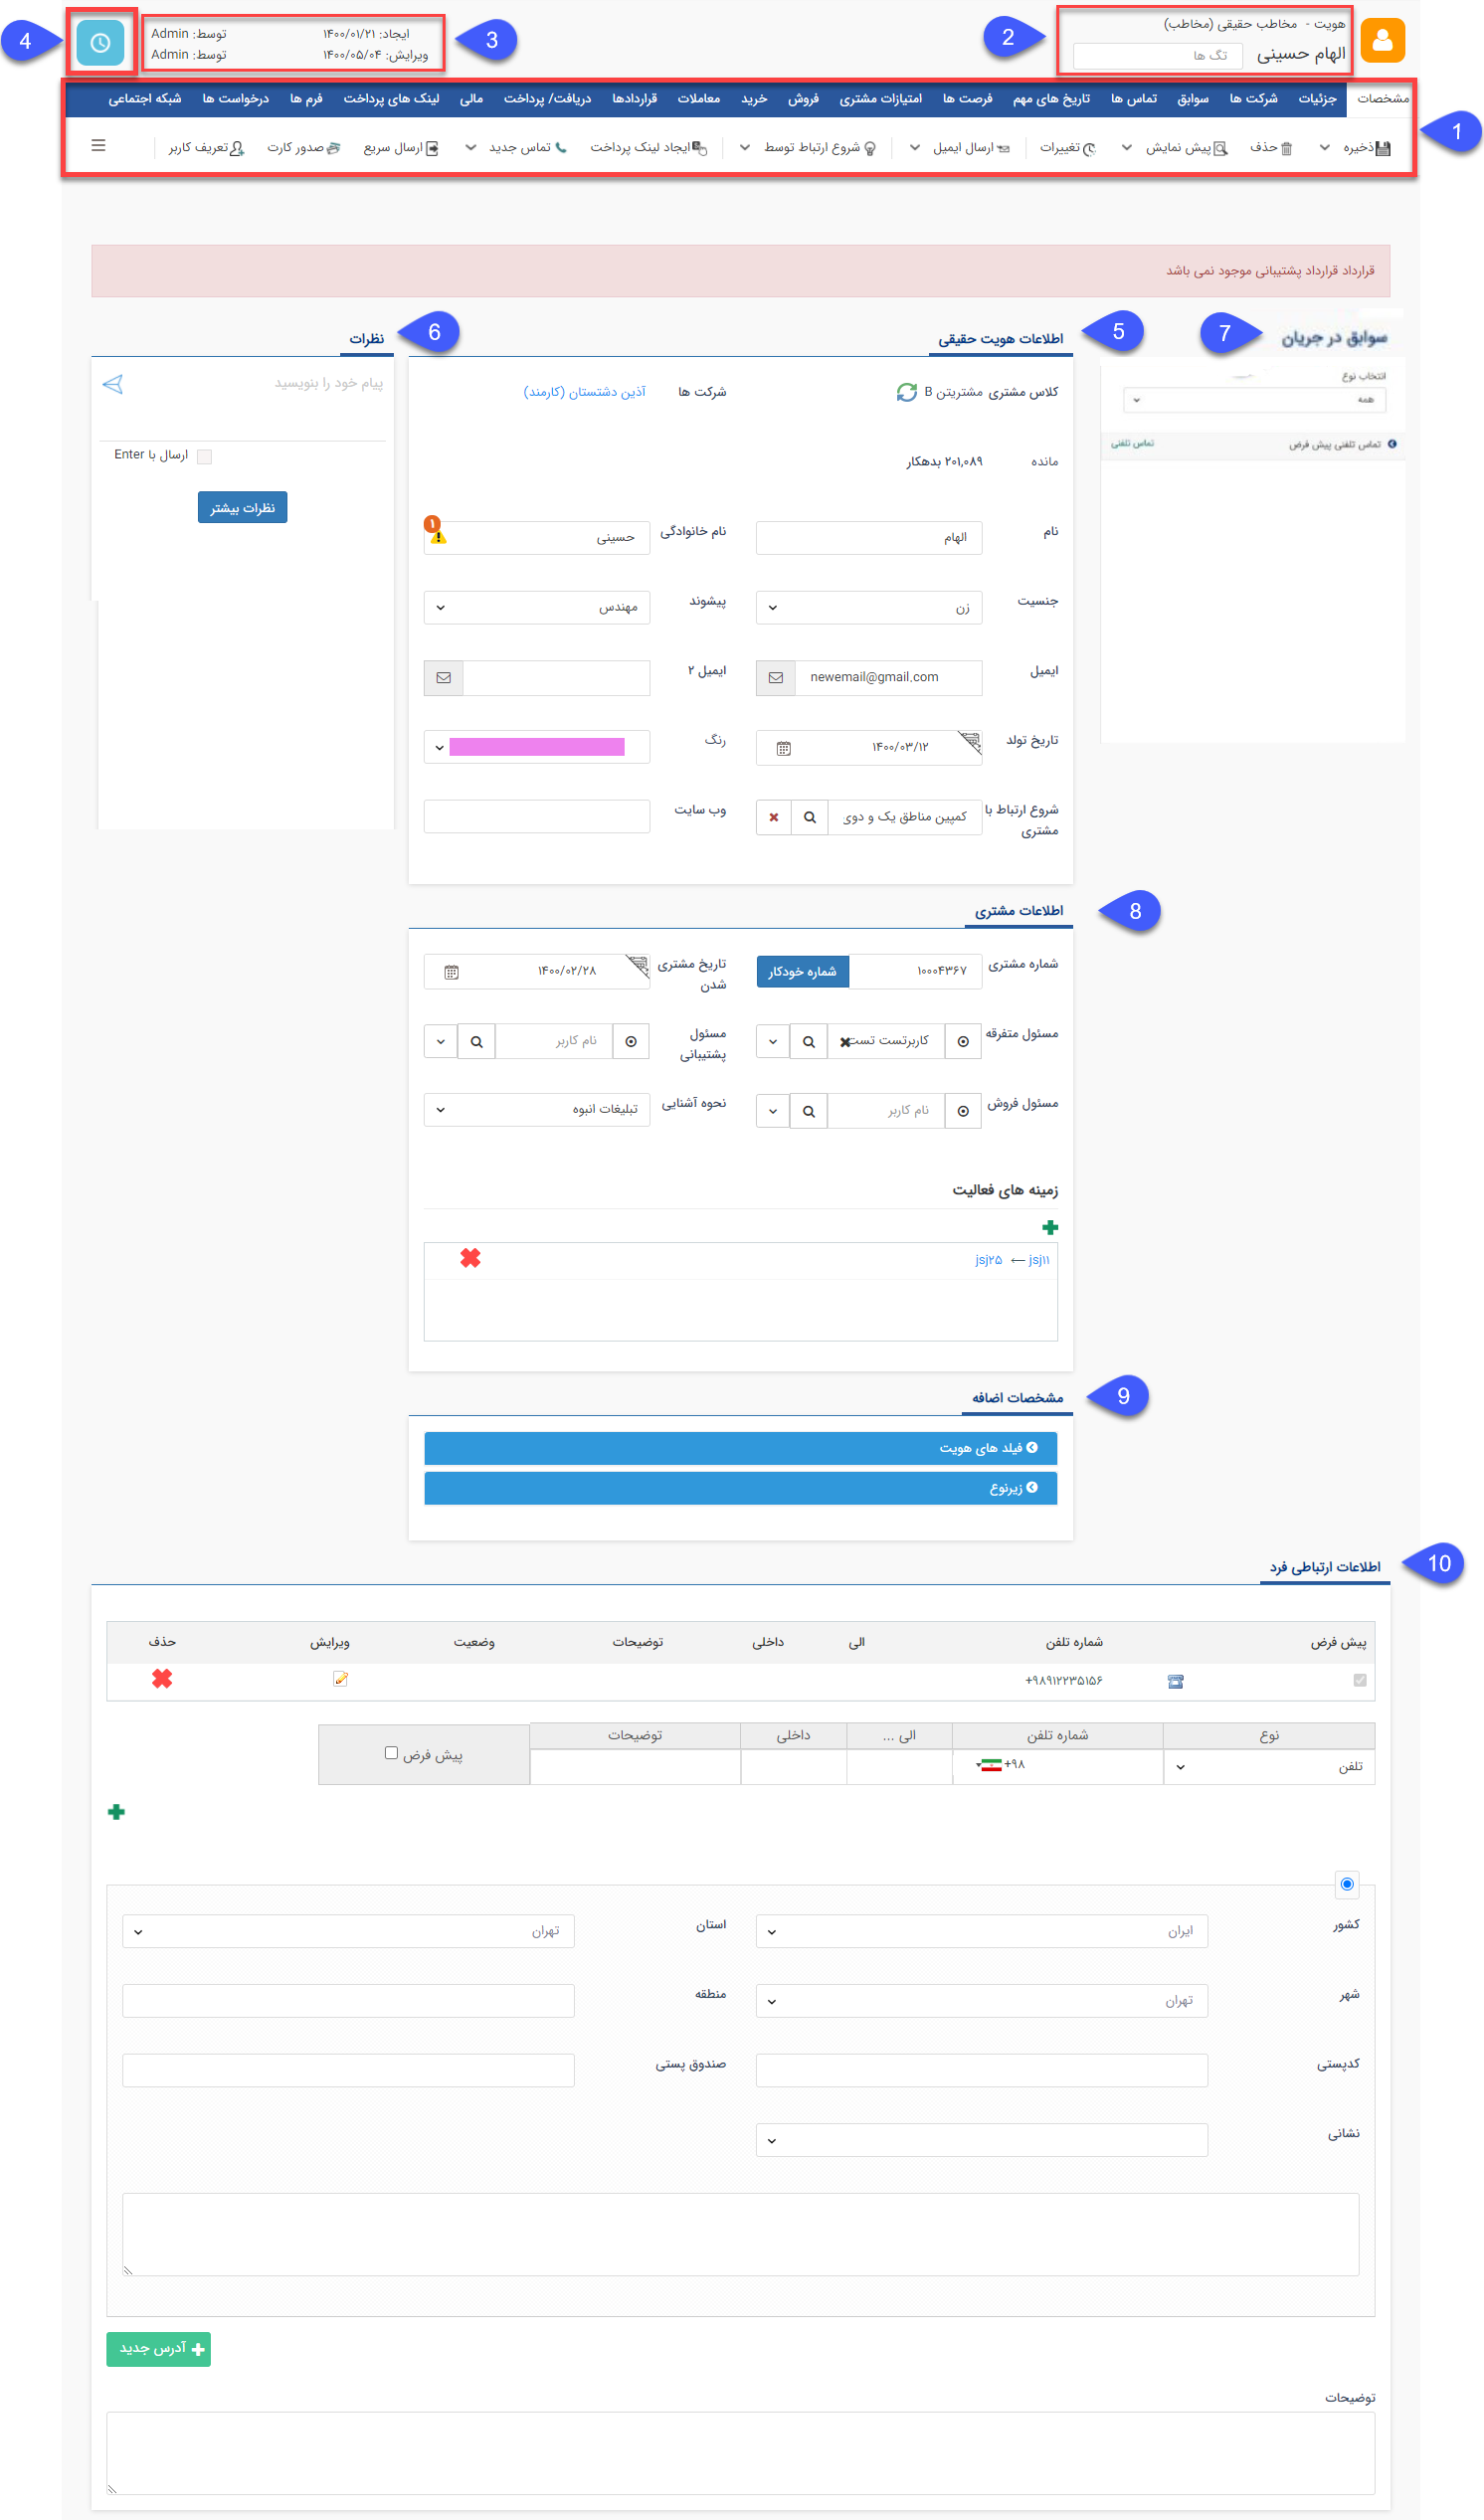 هویت - مخاطب حقیقی (مخاطب)
الهام حسینی
تگ ها
2
ایجاد: ۱۴۰۰/۰۱/۲۱ توسط: Admin
ویرایش: ۱۴۰۰/۰۵/۰۴ توسط: Admin
3
4
مشخصات جزئیات شرکت ها سوابق تماس ها تاریخ های مهم فرصت ها امتیازات مشتری فروش خرید معاملات قراردادها دریافت/ پرداخت مالی لینک های پرداخت فرم ها درخواست ها شبکه اجتماعی
1
ذخیره حذف پیش نمایش تغییرات ارسال ایمیل شروع ارتباط توسط ایجاد لینک پرداخت تماس جدید ارسال سریع صدور کارت تعریف کاربر
قرارداد قرارداد پشتیبانی موجود نمی باشد
سوابق در جریان
7
انتخاب نوع
همه
تماس تلفنی پیش فرض تماس تلفنی
5
اطلاعات هویت حقیقی
کلاس مشتری مشتریتن B شرکت ها آذین دشتستان (کارمند)
مانده ۲۰۱,۰۸۹ بدهکار
نام الهام نام خانوادگی حسینی ۱
جنسیت زن پیشوند مهندس
ایمیل newemail@gmail.com ایمیل ۲
تاریخ تولد ۱۴۰۰/۰۳/۱۲ رنگ
شروع ارتباط با مشتری کمپین مناطق یک و دوی وب سایت
6
نظرات
پیام خود را بنویسید
ارسال با Enter
نظرات بیشتر
8
اطلاعات مشتری
شماره مشتری ۱۰۰۰۴۳۶۷ شماره خودکار تاریخ مشتری شدن ۱۴۰۰/۰۲/۲۸
مسئول متفرقه کاربرتست تست مسئول پشتیبانی نام کاربر
مسئول فروش نام کاربر نحوه آشنایی تبلیغات انبوه
زمینه های فعالیت
jsj۱۱ ← jsj۲۵
9
مشخصات اضافه
فیلد های هویت
زیرنوع
10
اطلاعات ارتباطی فرد
پیش فرض شماره تلفن الی داخلی توضیحات وضعیت ویرایش حذف
+۹۸۹۱۲۲۳۵۱۵۶
نوع شماره تلفن الی ... داخلی توضیحات پیش فرض
تلفن +۹۸
کشور ایران استان تهران
شهر تهران منطقه
کدپستی صندوق پستی
نشانی
آدرس جدید
توضیحات